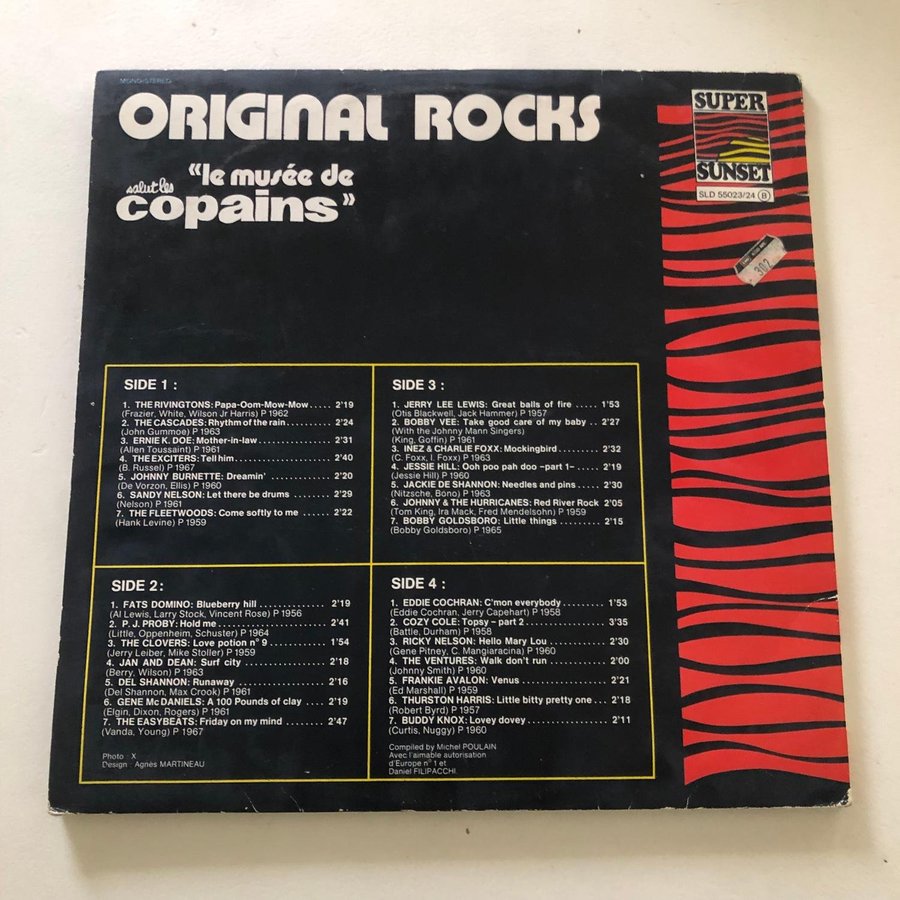 MONO-STEREO
ORIGINAL ROCKS
"le musée de
salut les
copains"
SUPER
SUNSET
SLD 55023/24 B
302
SIDE 1 :
1. THE RIVINGTONS: Papa-Oom-Mow-Mow ..... 2'19
(Frazier, White, Wilson Jr Harris) P 1962
2. THE CASCADES: Rhythm of the rain ........... 2'24
(John Gummoe) P 1963
3. ERNIE K. DOE: Mother-in-law ................ 2'31
(Allen Toussaint) P 1961
4. THE EXCITERS: Tell him .................... 2'40
(B. Russel) P 1967
5. JOHNNY BURNETTE: Dreamin' ............... 2'20
(De Vorzon, Ellis) P 1960
6. SANDY NELSON: Let there be drums ......... 2'29
(Nelson) P 1961
7. THE FLEETWOODS: Come softly to me ....... 2'22
(Hank Levine) P 1959
SIDE 2 :
1. FATS DOMINO: Blueberry hill ............... 2'19
(Al Lewis, Larry Stock, Vincent Rose) P 1956
2. P. J. PROBY: Hold me ...................... 2'41
(Little, Oppenheim, Schuster) P 1964
3. THE CLOVERS: Love potion n° 9 ............. 1'54
(Jerry Leiber, Mike Stoller) P 1959
4. JAN AND DEAN: Surf city ................... 2'18
(Berry, Wilson) P 1963
5. DEL SHANNON: Runaway .................... 2'16
(Del Shannon, Max Crook) P 1961
6. GENE McDANIELS: A 100 Pounds of clay ..... 2'19
(Elgin, Dixon, Rogers) P 1961
7. THE EASYBEATS: Friday on my mind ........ 2'47
(Vanda, Young) P 1967
Photo : X
Design : Agnès MARTINEAU
SIDE 3 :
1. JERRY LEE LEWIS: Great balls of fire ..... 1'53
(Otis Blackwell, Jack Hammer) P 1957
2. BOBBY VEE: Take good care of my baby .. 2'27
(With the Johnny Mann Singers)
(King, Goffin) P 1961
3. INEZ & CHARLIE FOXX: Mockingbird ....... 2'32
(C. Foxx, I. Foxx) P 1963
4. JESSIE HILL: Ooh poo pah doo -part 1- ..... 2'19
(Jessie Hill) P 1960
5. JACKIE DE SHANNON: Needles and pins .... 2'30
(Nitzsche, Bono) P 1963
6. JOHNNY & THE HURRICANES: Red River Rock 2'05
(Tom King, Ira Mack, Fred Mendelsohn) P 1959
7. BOBBY GOLDSBORO: Little things ......... 2'15
(Bobby Goldsboro) P 1965
SIDE 4 :
1. EDDIE COCHRAN: C'mon everybody ......... 1'53
(Eddie Cochran, Jerry Capehart) P 1958
2. COZY COLE: Topsy - part 2 ................ 3'35
(Battle, Durham) P 1958
3. RICKY NELSON: Hello Mary Lou ............ 2'30
(Gene Pitney, C. Mangiaracina) P 1960
4. THE VENTURES: Walk don't run ............ 2'00
(Johnny Smith) P 1960
5. FRANKIE AVALON: Venus .................. 2'21
(Ed Marshall) P 1959
6. THURSTON HARRIS: Little bitty pretty one ... 2'18
(Robert Byrd) P 1957
7. BUDDY KNOX: Lovey dovey ................ 2'11
(Curtis, Nuggy) P 1960
Compiled by Michel POULAIN
Avec l'aimable autorisation
d'Europe n° 1 et
Daniel FILIPACCHI.